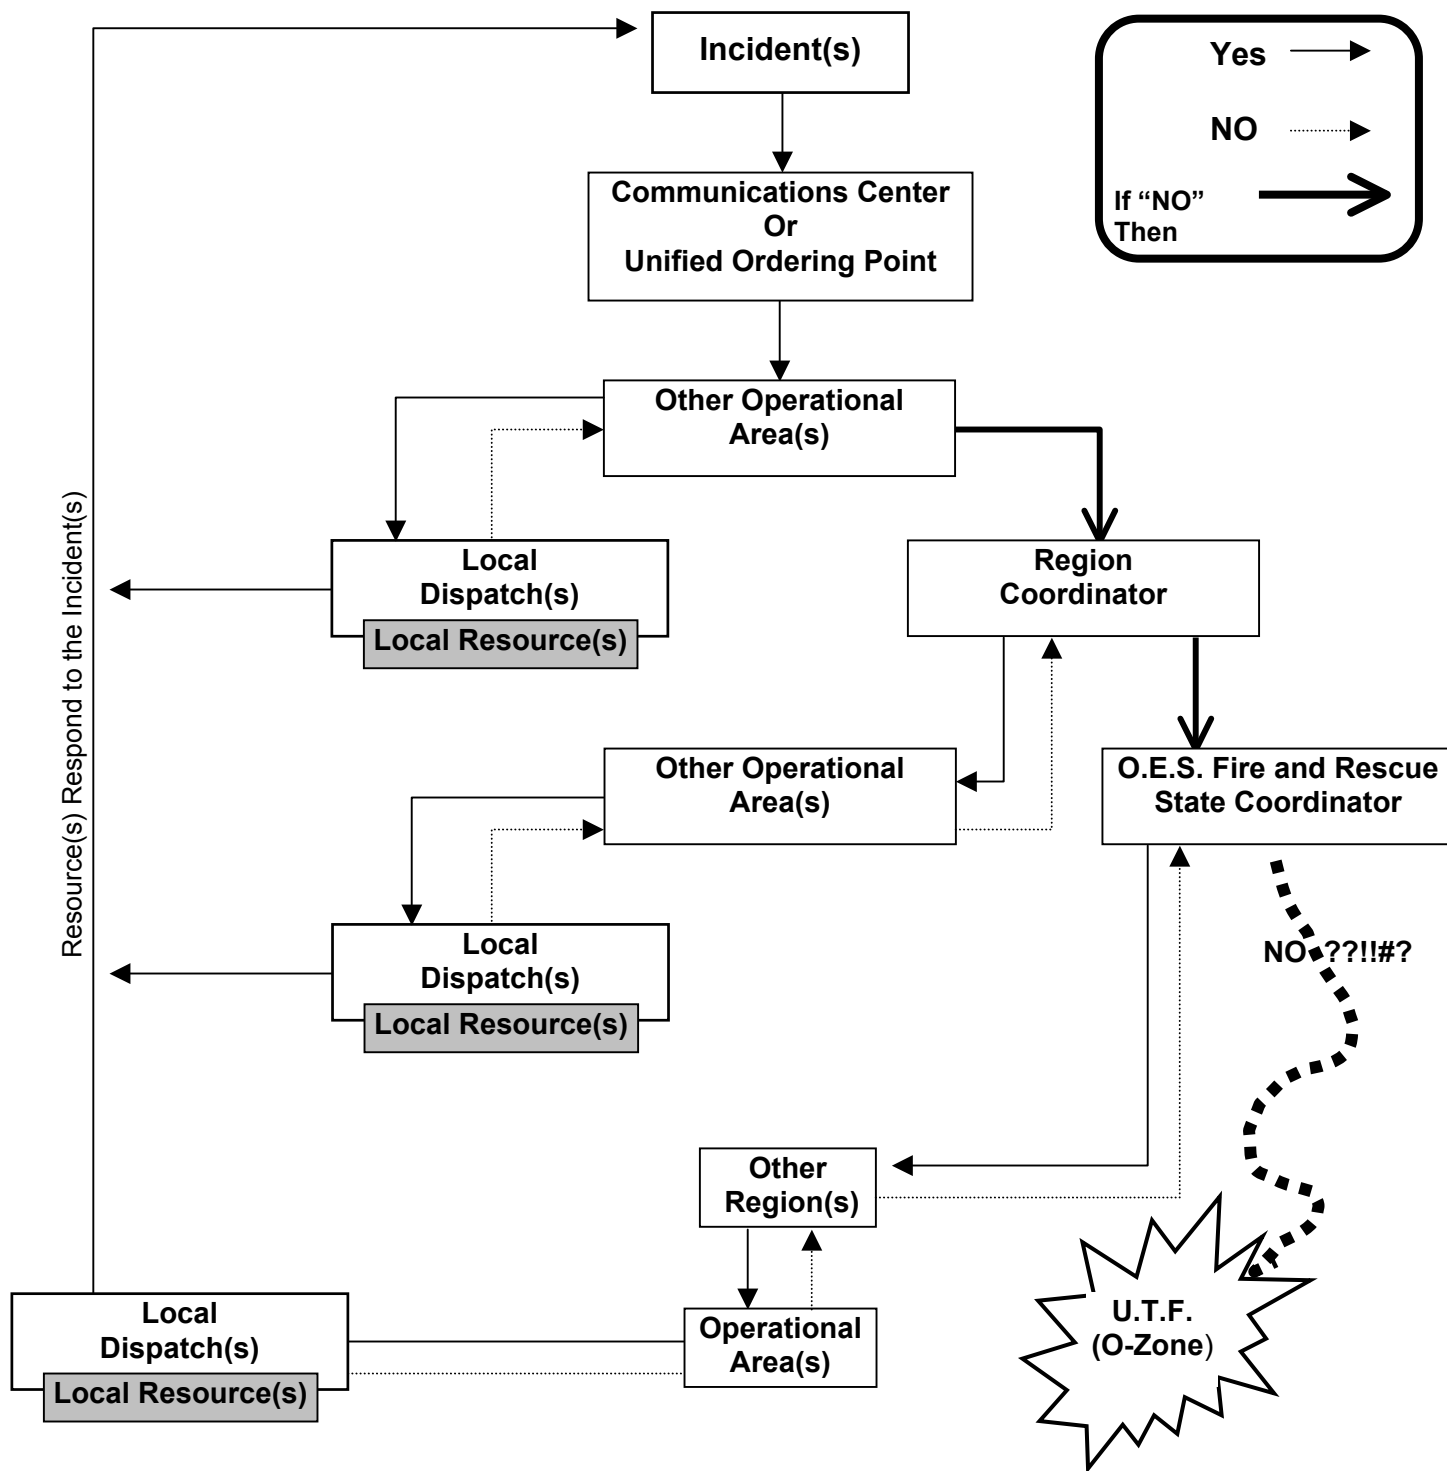 Incident(s)
Yes
NO
If “NO”
Then
Communications Center
Or
Unified Ordering Point
Other Operational
Area(s)
Resource(s) Respond to the Incident(s)
Local
Dispatch(s)
Local Resource(s)
Region
Coordinator
Other Operational
Area(s)
O.E.S. Fire and Rescue
State Coordinator
Local
Dispatch(s)
Local Resource(s)
NO ??!!#?
Other
Region(s)
Local
Dispatch(s)
Local Resource(s)
Operational
Area(s)
U.T.F.
(O-Zone)